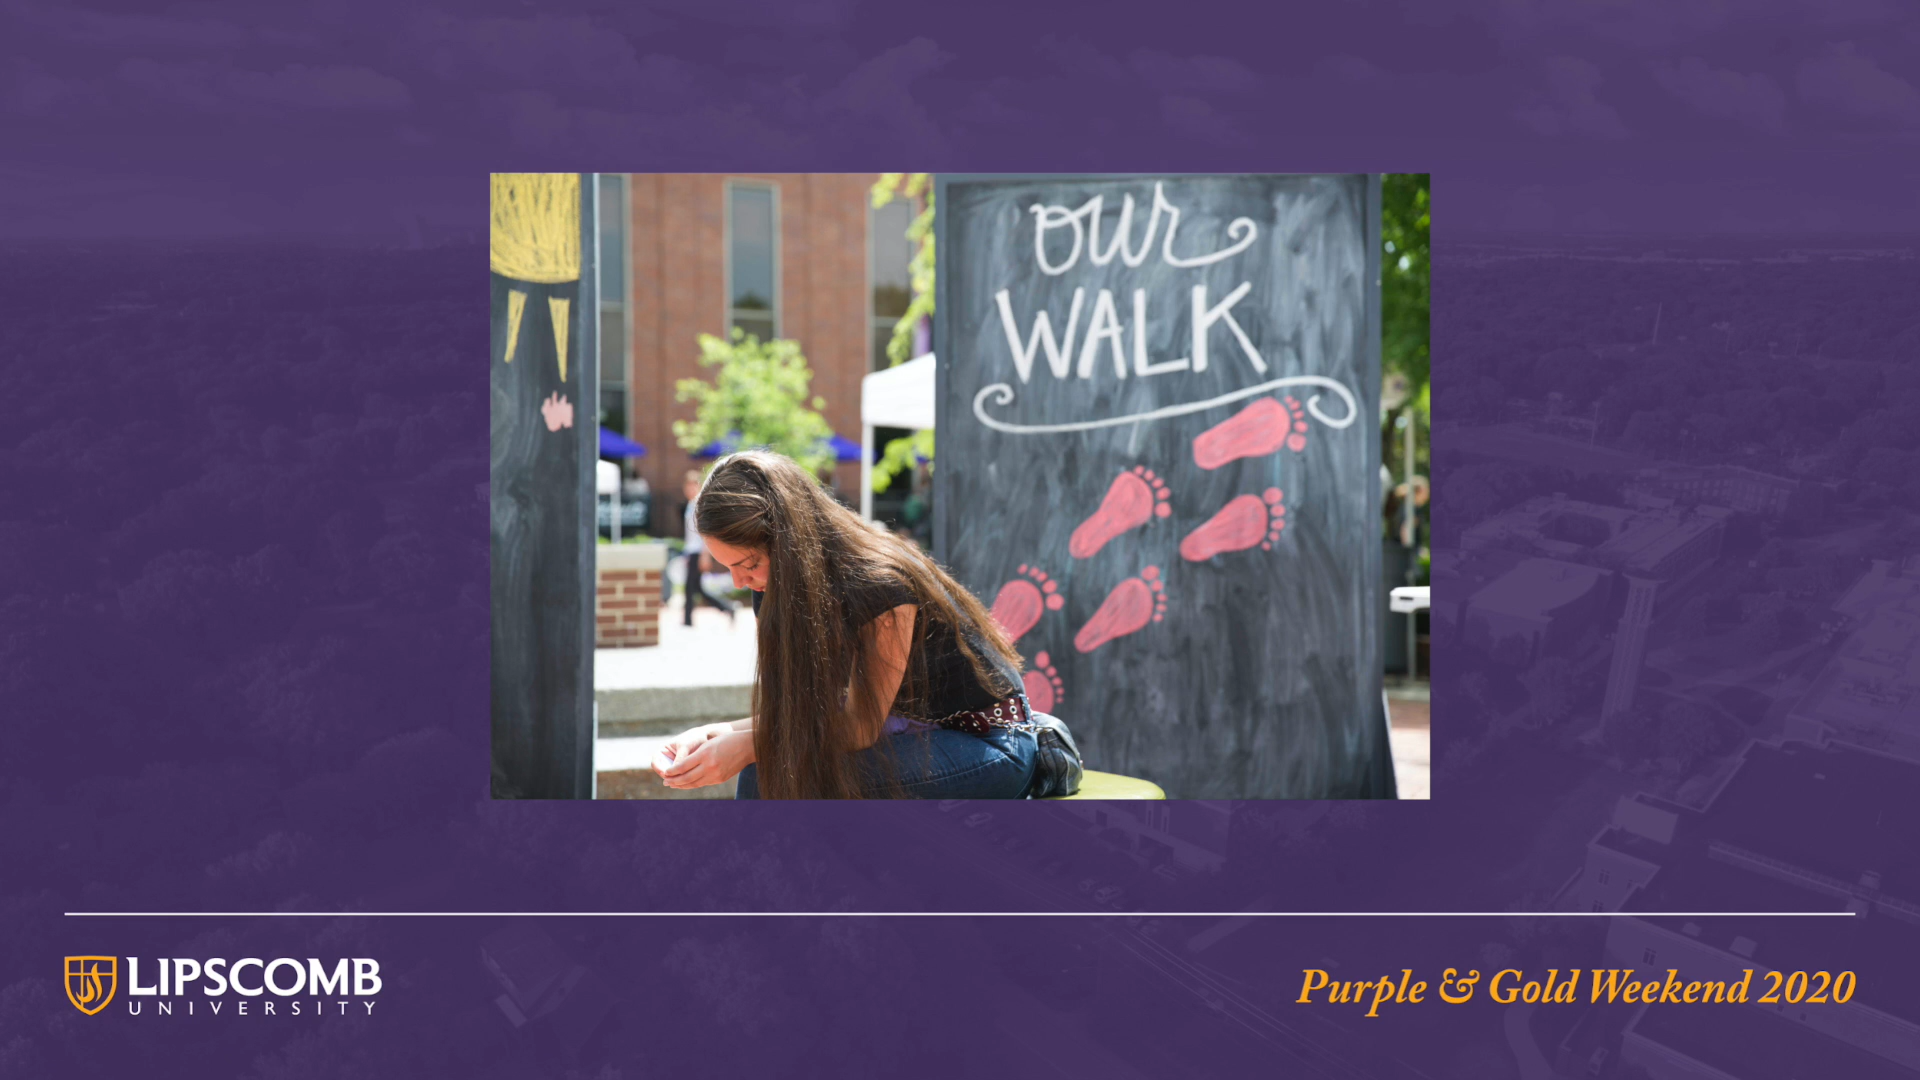 our
WALK
LIPSCOMB
UNIVERSITY
Purple & Gold Weekend 2020